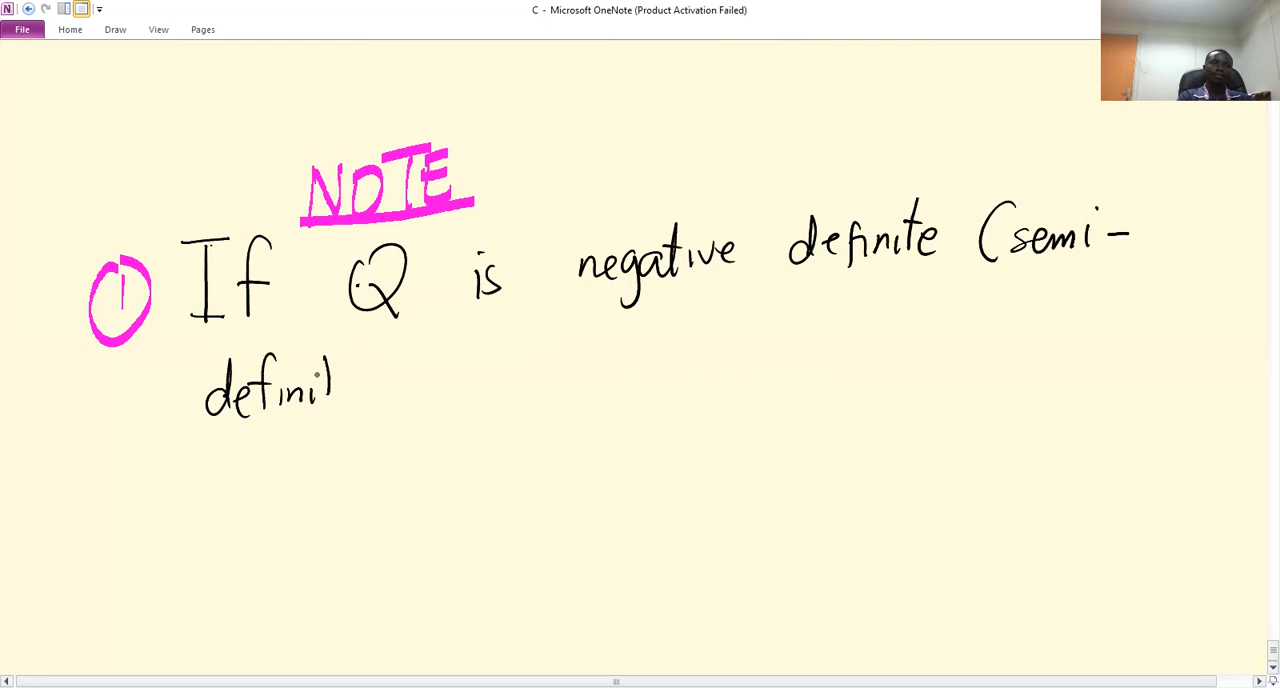 C - Microsoft OneNote (Product Activation Failed)
File Home Draw View Pages
NOTE
① If Q is negative definite (semi-
defini